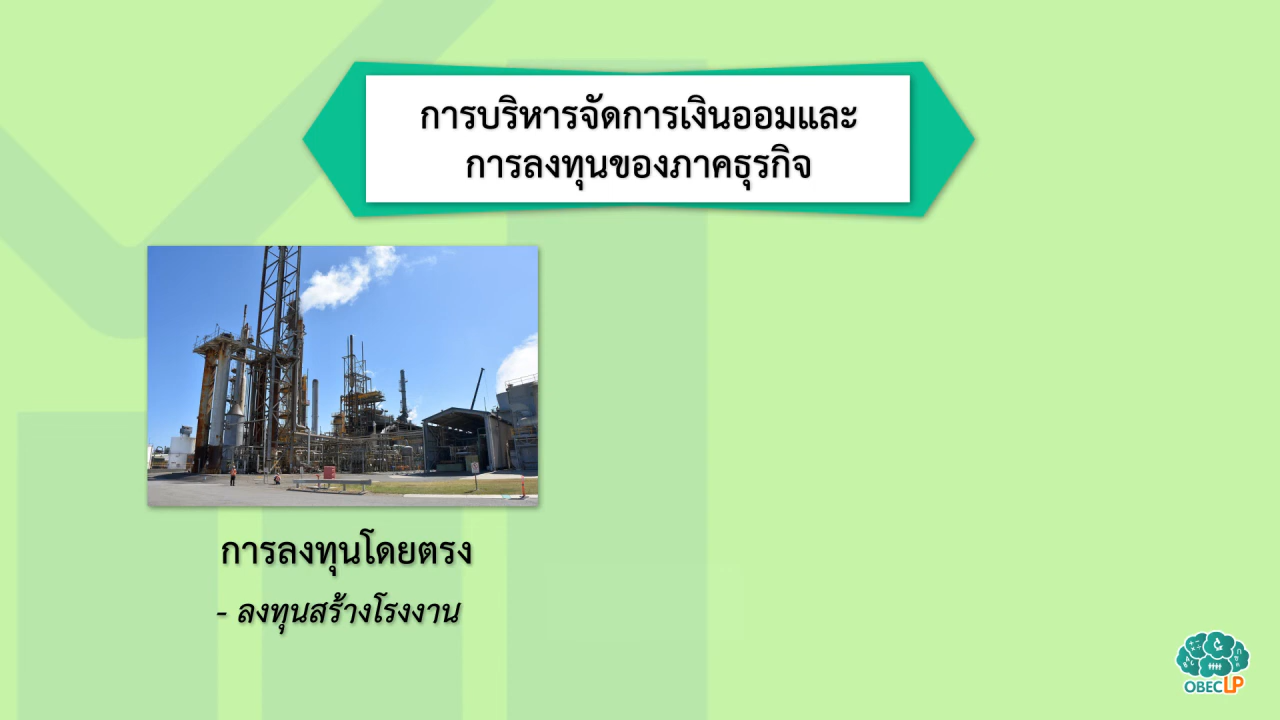 การบริหารจัดการเงินออมและ
การลงทุนของภาคธุรกิจ
การลงทุนโดยตรง
- ลงทุนสร้างโรงงาน
OBECLP